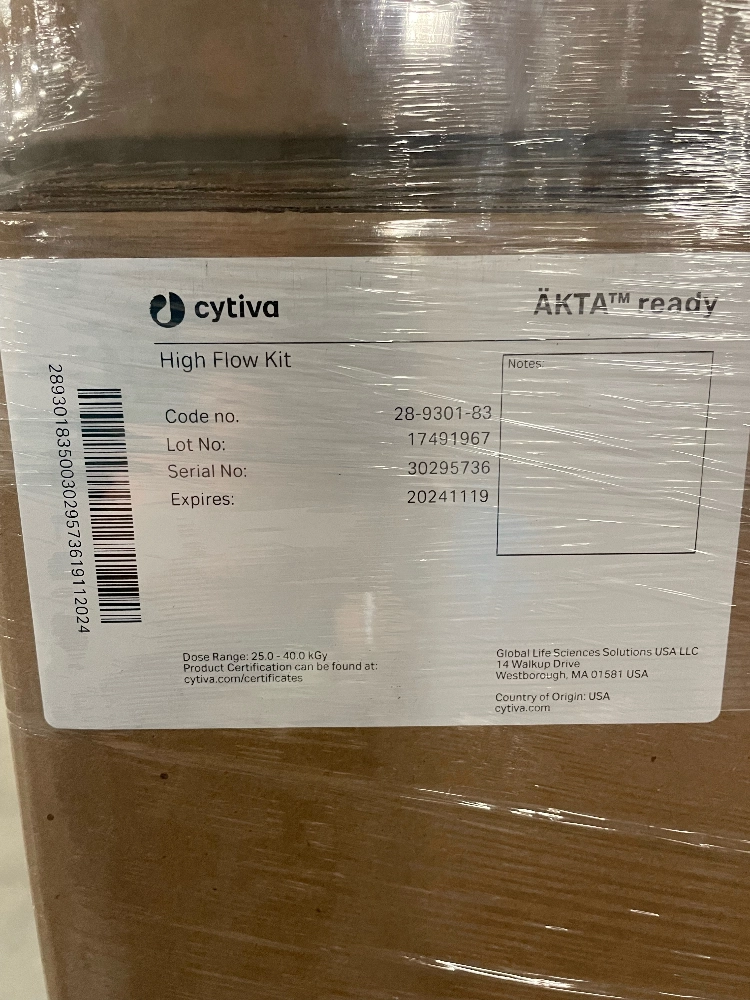 cytiva
ÄKTA™ ready
High Flow Kit
Notes:
Code no. 28-9301-83
Lot No: 17491967
Serial No: 30295736
Expires: 20241119
289301835003029573619112024
Dose Range: 25.0 - 40.0 kGy
Product Certification can be found at:
cytiva.com/certificates
Global Life Sciences Solutions USA LLC
14 Walkup Drive
Westborough, MA 01581 USA
Country of Origin: USA
cytiva.com